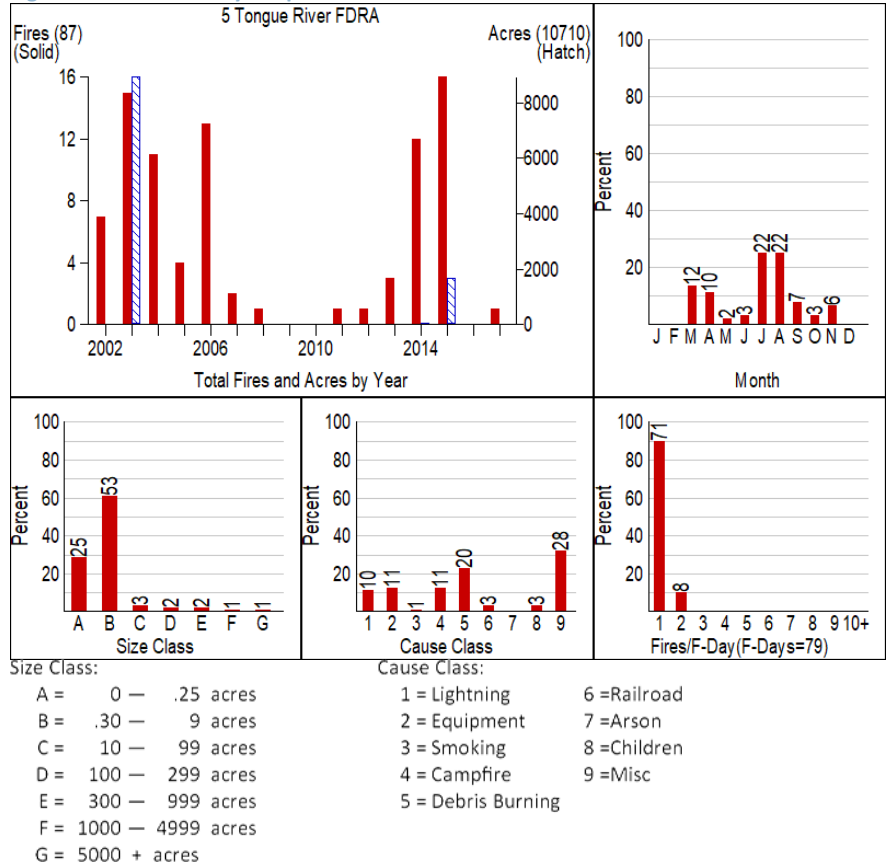 5 Tongue River FDRA
Fires (87)
(Solid)
Acres (10710)
(Hatch)
16
12
8
4
0
8000
6000
4000
2000
0
2002 2006 2010 2014
Total Fires and Acres by Year
100
80
60
40
20
Percent
12 10 2 3 22 22 7 3 6
J F M A M J J A S O N D
Month
100
80
60
40
20
Percent
25 53 3 2 2 1 1
A B C D E F G
Size Class
100
80
60
40
20
Percent
10 11 1 11 20 3 3 28
1 2 3 4 5 6 7 8 9
Cause Class
100
80
60
40
20
Percent
71 8
1 2 3 4 5 6 7 8 9 10+
Fires/F-Day(F-Days=79)
Size Class:
A = 0 — .25 acres
B = .30 — 9 acres
C = 10 — 99 acres
D = 100 — 299 acres
E = 300 — 999 acres
F = 1000 — 4999 acres
G = 5000 + acres
Cause Class:
1 = Lightning
2 = Equipment
3 = Smoking
4 = Campfire
5 = Debris Burning
6 =Railroad
7 =Arson
8 =Children
9 =Misc